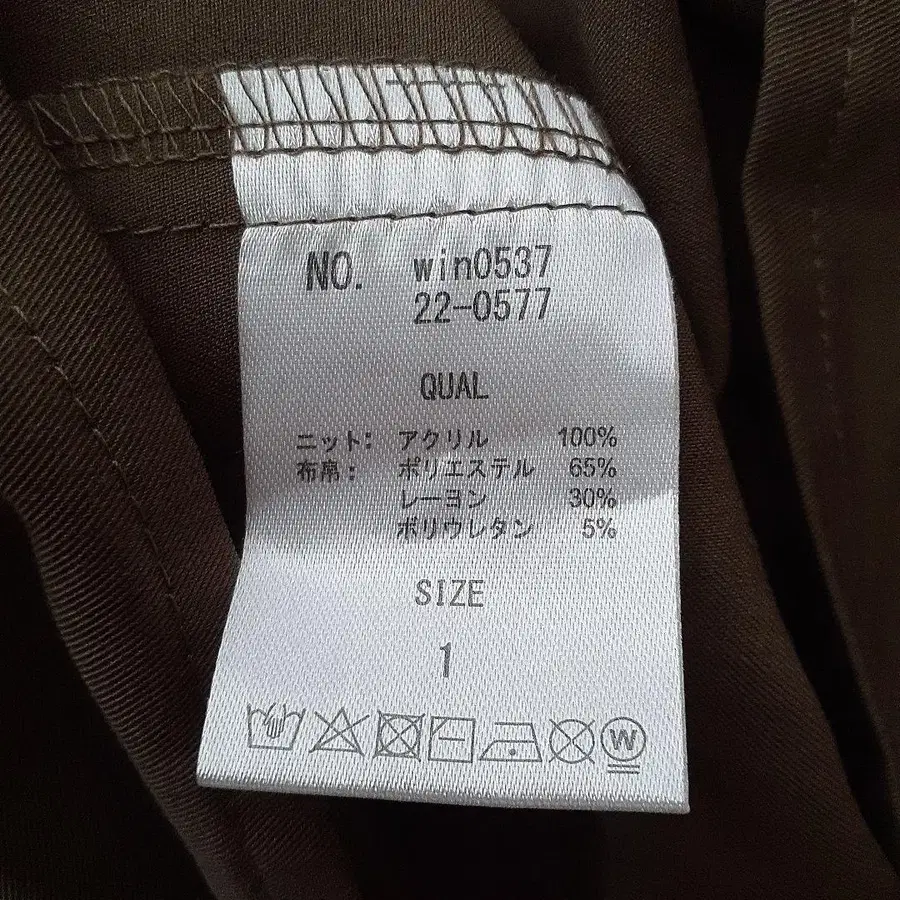 NO. win0537
22-0577
QUAL
ニット: アクリル 100%
布帛: ポリエステル 65%
レーヨン 30%
ポリウレタン 5%
SIZE
1
W